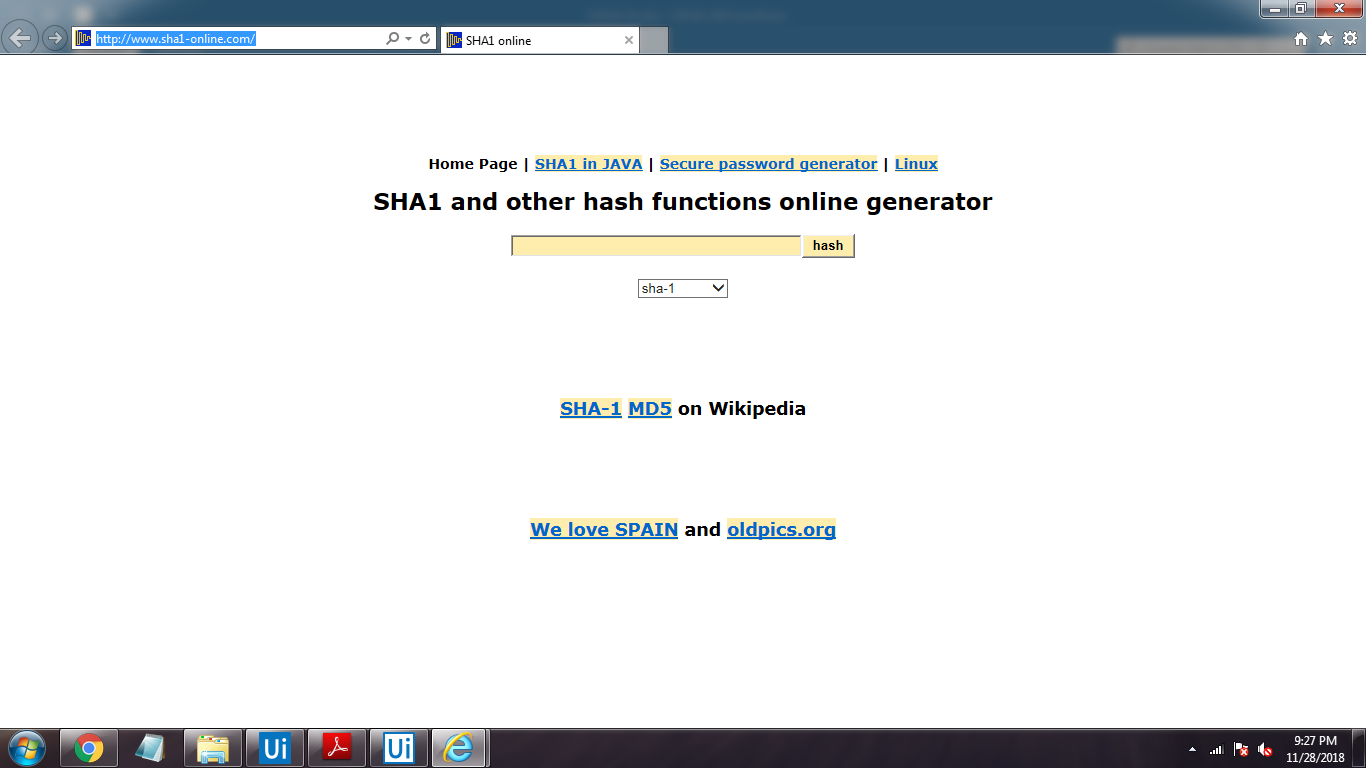 http://www.sha1-online.com/
SHA1 online
Home Page | SHA1 in JAVA | Secure password generator | Linux
SHA1 and other hash functions online generator
hash
sha-1
SHA-1 MD5 on Wikipedia
We love SPAIN and oldpics.org
Ui
Ui
9:27 PM
11/28/2018